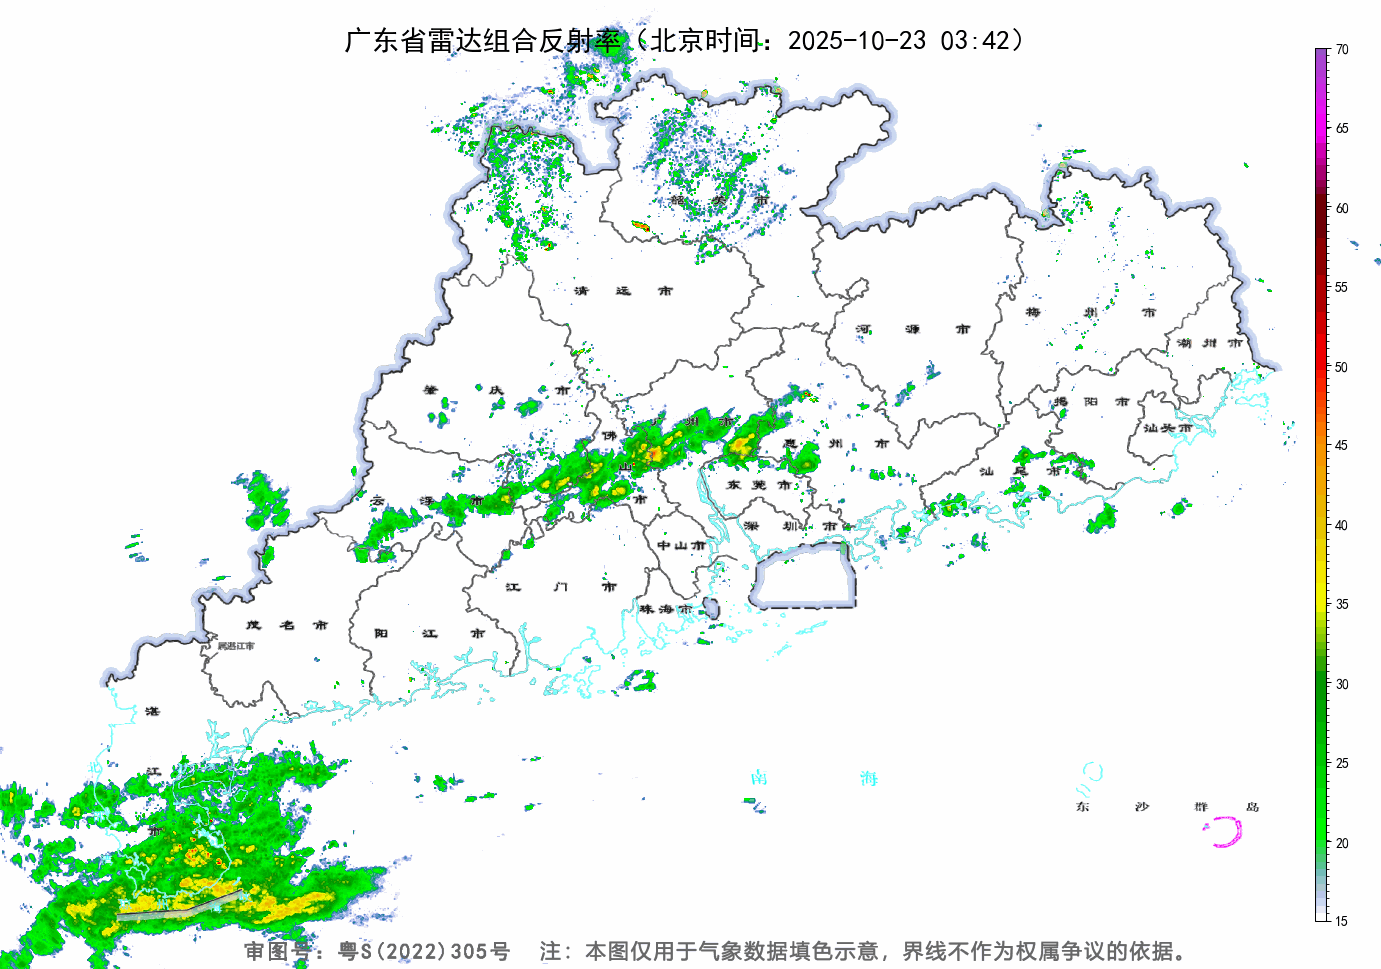 广东省雷达组合反射率（北京时间：2025-10-23 03:42）
70
65
60
55
50
45
40
35
30
25
20
15
韶关市
清远市
河源市
梅州市
潮州市
肇庆市
揭阳市
汕头市
广州市
佛山市
惠州市
汕尾市
东莞市
云浮市
深圳市
中山市
江门市
珠海市
茂名市
阳江市
属湛江市
湛江市
南海
东沙群岛
审图号：粤S(2022)305号 注：本图仅用于气象数据填色示意，界线不作为权属争议的依据。